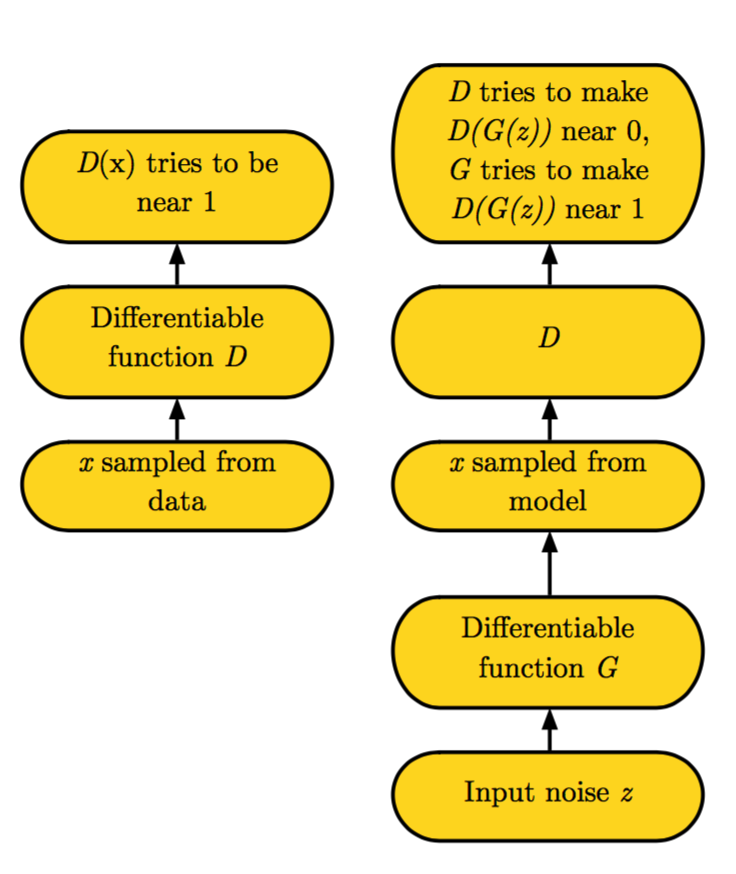 D(x) tries to be
near 1
Differentiable
function D
x sampled from
data
D tries to make
D(G(z)) near 0,
G tries to make
D(G(z)) near 1
D
x sampled from
model
Differentiable
function G
Input noise z